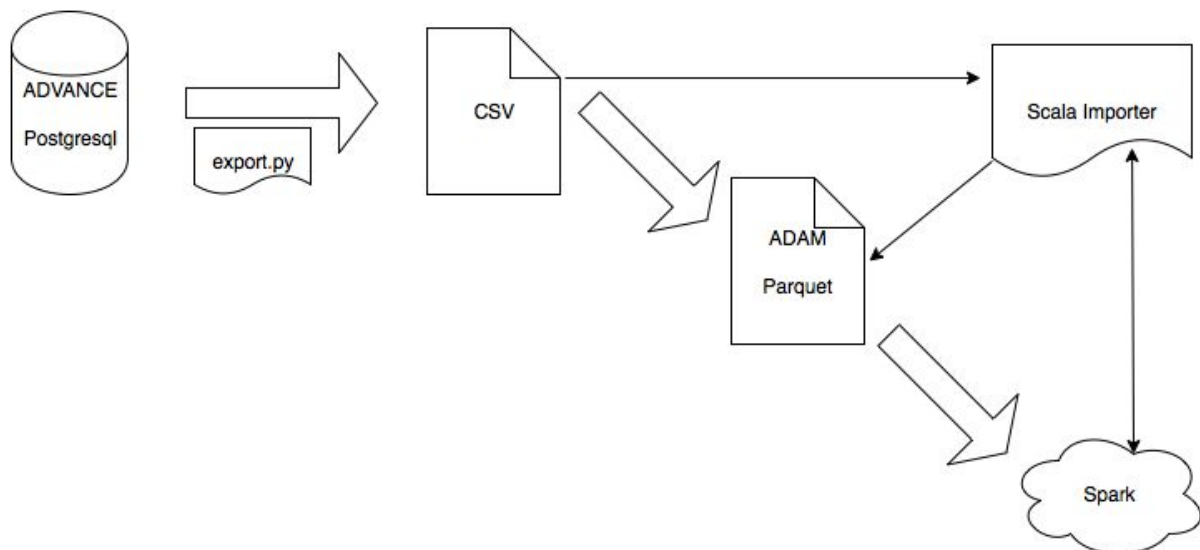 ADVANCE
Postgresql
export.py
CSV
Scala Importer
ADAM
Parquet
Spark